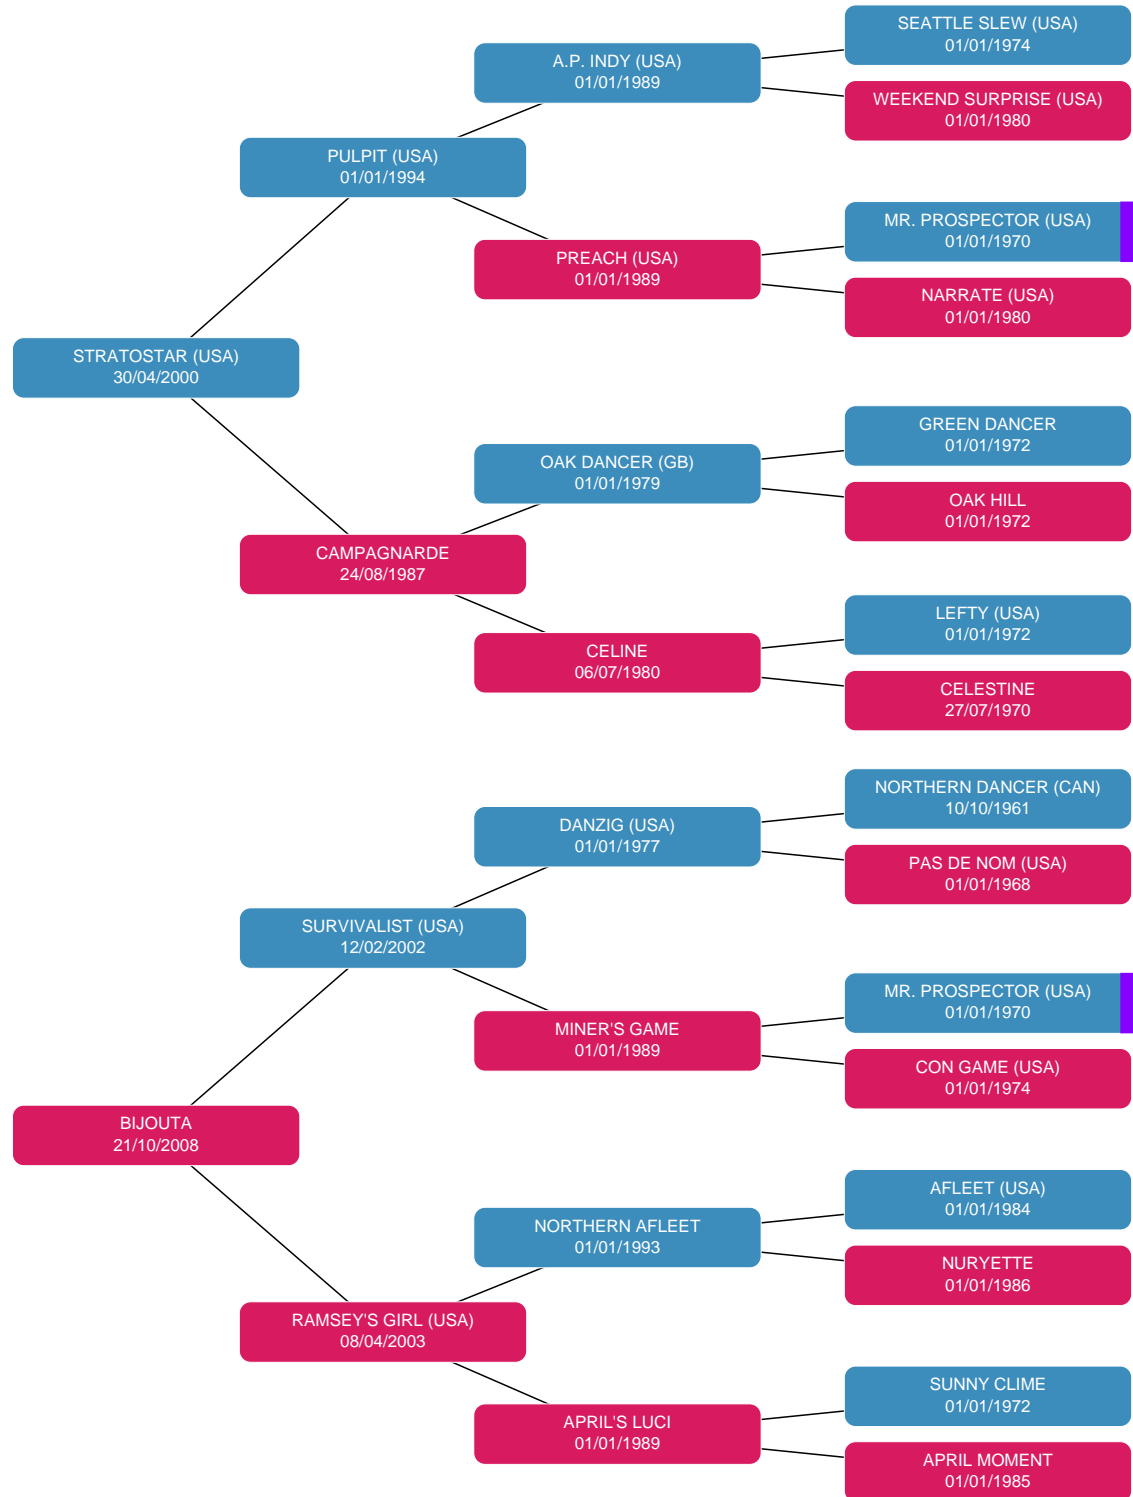 SEATTLE SLEW (USA)
01/01/1974
A.P. INDY (USA)
01/01/1989
WEEKEND SURPRISE (USA)
01/01/1980
PULPIT (USA)
01/01/1994
MR. PROSPECTOR (USA)
01/01/1970
PREACH (USA)
01/01/1989
NARRATE (USA)
01/01/1980
STRATOSTAR (USA)
30/04/2000
GREEN DANCER
01/01/1972
OAK DANCER (GB)
01/01/1979
OAK HILL
01/01/1972
CAMPAGNARDE
24/08/1987
LEFTY (USA)
01/01/1972
CELINE
06/07/1980
CELESTINE
27/07/1970
NORTHERN DANCER (CAN)
10/10/1961
DANZIG (USA)
01/01/1977
PAS DE NOM (USA)
01/01/1968
SURVIVALIST (USA)
12/02/2002
MR. PROSPECTOR (USA)
01/01/1970
MINER'S GAME
01/01/1989
CON GAME (USA)
01/01/1974
BIJOUTA
21/10/2008
AFLEET (USA)
01/01/1984
NORTHERN AFLEET
01/01/1993
NURYETTE
01/01/1986
RAMSEY'S GIRL (USA)
08/04/2003
SUNNY CLIME
01/01/1972
APRIL'S LUCI
01/01/1989
APRIL MOMENT
01/01/1985